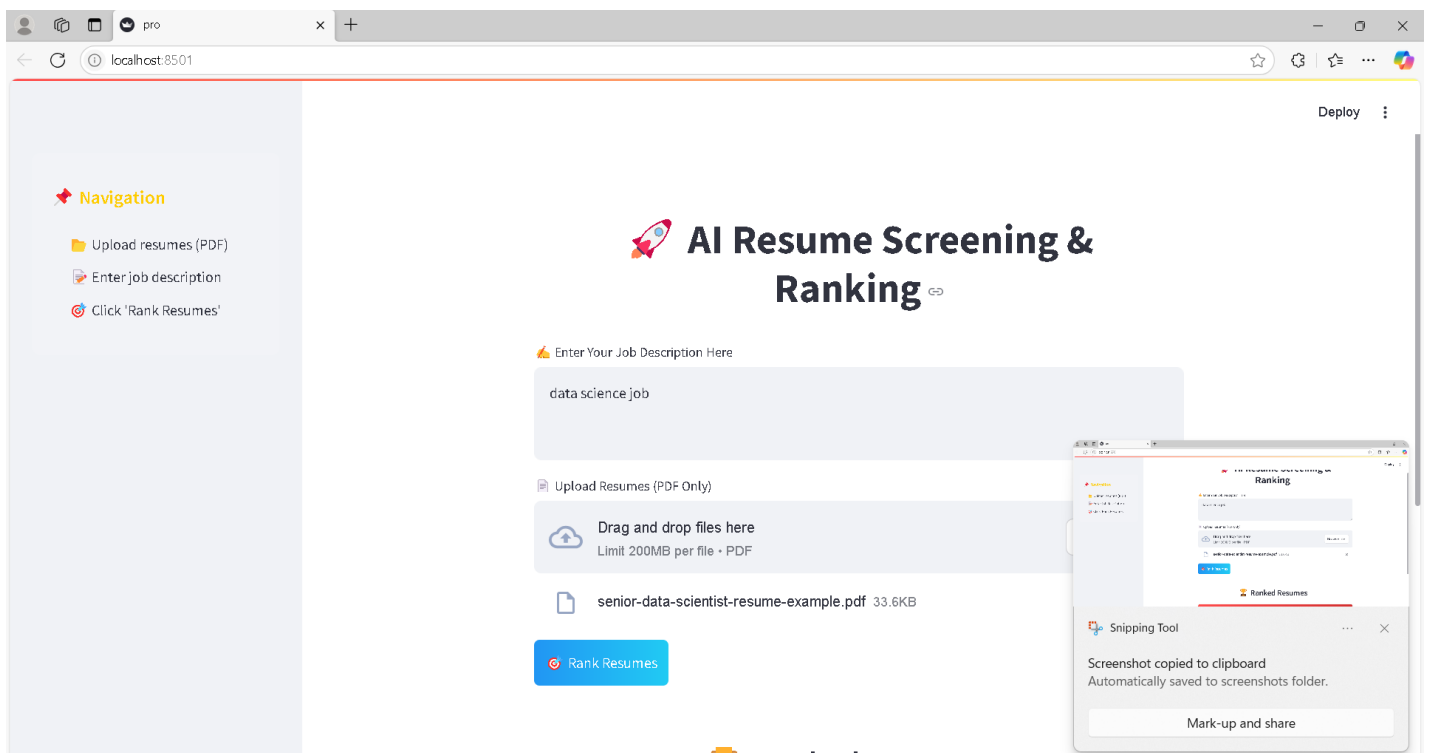 pro
localhost:8501
Deploy
Navigation
Upload resumes (PDF)
Enter job description
Click 'Rank Resumes'
AI Resume Screening &
Ranking
Enter Your Job Description Here
data science job
Upload Resumes (PDF Only)
Drag and drop files here
Limit 200MB per file • PDF
senior-data-scientist-resume-example.pdf 33.6KB
Rank Resumes
Ranking
Ranked Resumes
Snipping Tool
Screenshot copied to clipboard
Automatically saved to screenshots folder.
Mark-up and share